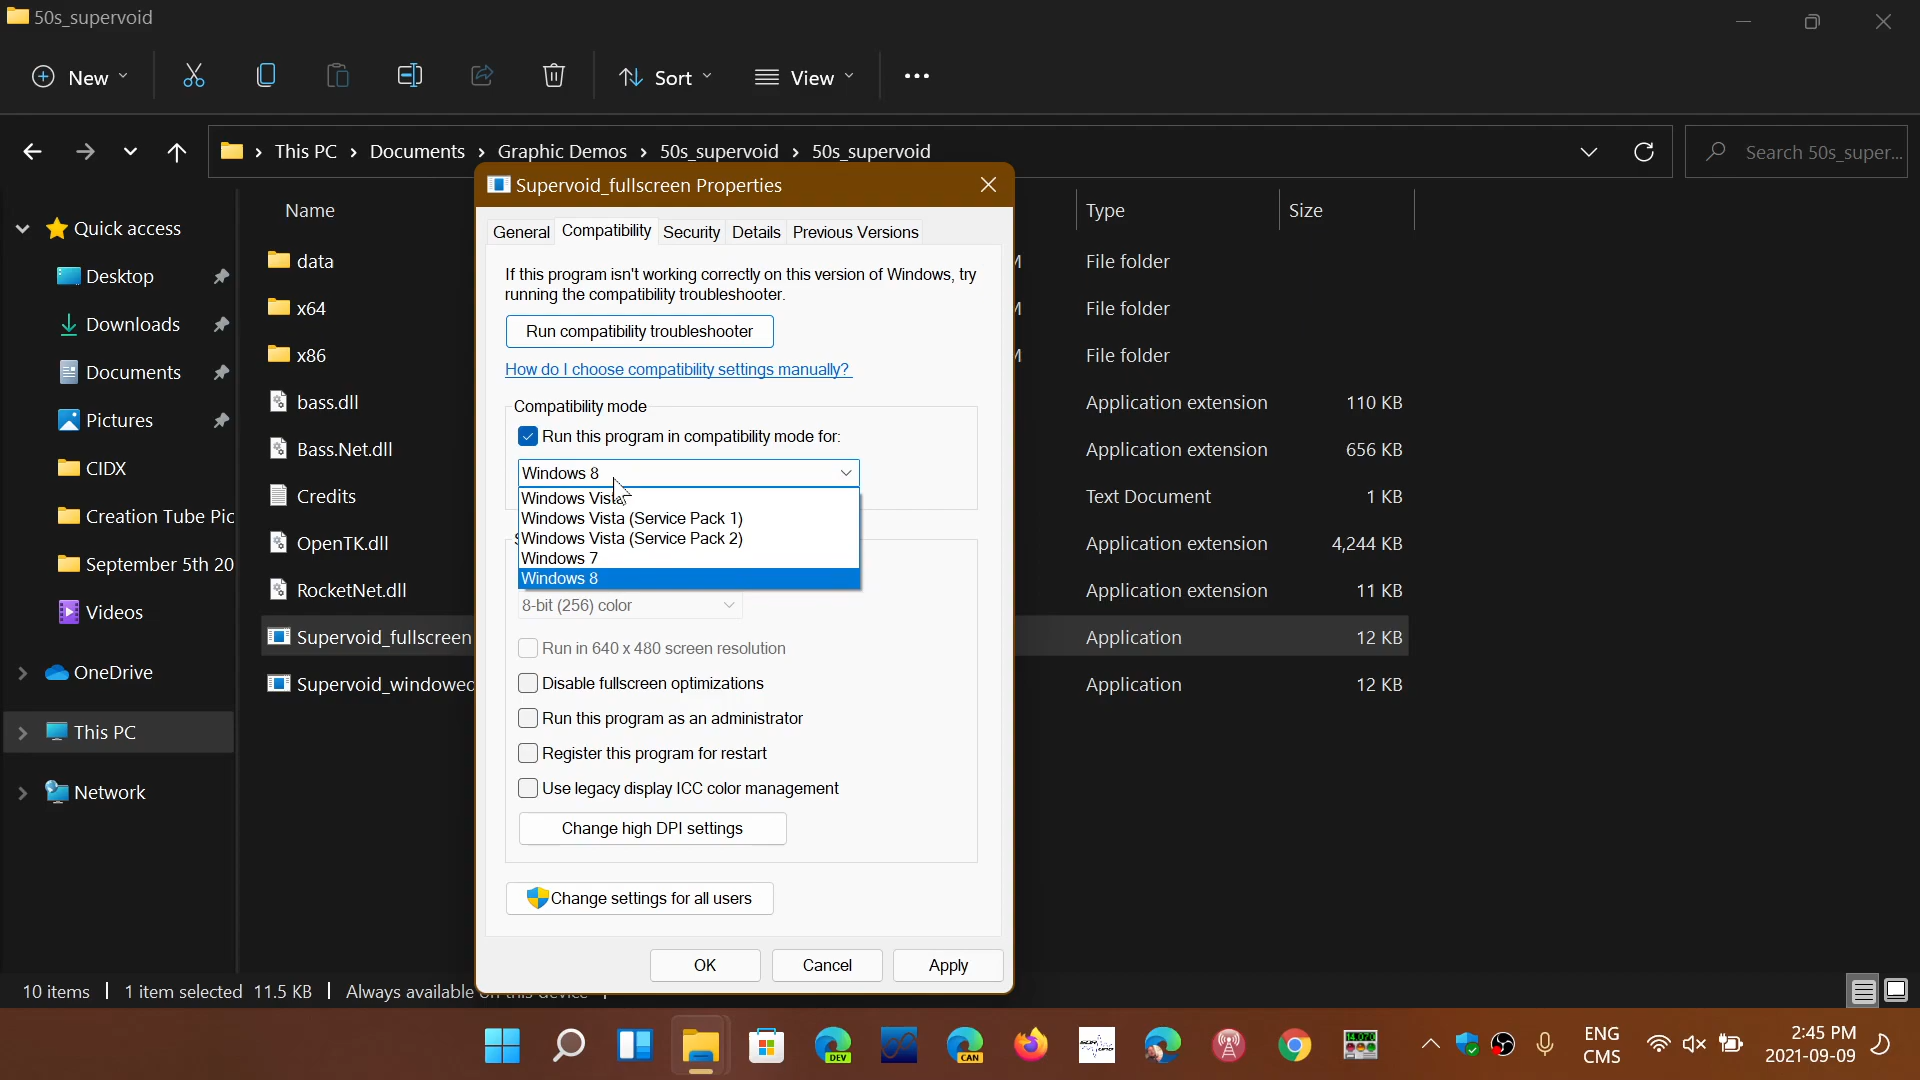 50s_supervoid
New
Sort
View
This PC > Documents > Graphic Demos > 50s_supervoid > 50s_supervoid
Search 50s_super...
Quick access
Desktop
Downloads
Documents
Pictures
CIDX
Creation Tube Pic
September 5th 20
Videos
OneDrive
This PC
Network
Name
Type
Size
data
File folder
x64
File folder
x86
File folder
bass.dll
Application extension
110 KB
Bass.Net.dll
Application extension
656 KB
Credits
Text Document
1 KB
OpenTK.dll
Application extension
4,244 KB
RocketNet.dll
Application extension
11 KB
Supervoid_fullscreen
Application
12 KB
Supervoid_windowed
Application
12 KB
Supervoid_fullscreen Properties
General
Compatibility
Security
Details
Previous Versions
If this program isn't working correctly on this version of Windows, try
running the compatibility troubleshooter.
Run compatibility troubleshooter
How do I choose compatibility settings manually?
Compatibility mode
Run this program in compatibility mode for:
Windows 8
Windows Vista
Windows Vista (Service Pack 1)
Windows Vista (Service Pack 2)
Windows 7
Windows 8
8-bit (256) color
Run in 640 x 480 screen resolution
Disable fullscreen optimizations
Run this program as an administrator
Register this program for restart
Use legacy display ICC color management
Change high DPI settings
Change settings for all users
OK
Cancel
Apply
10 items
1 item selected 11.5 KB
Always available on this device
DEV
CAN
14.070
ENG
CMS
2:45 PM
2021-09-09